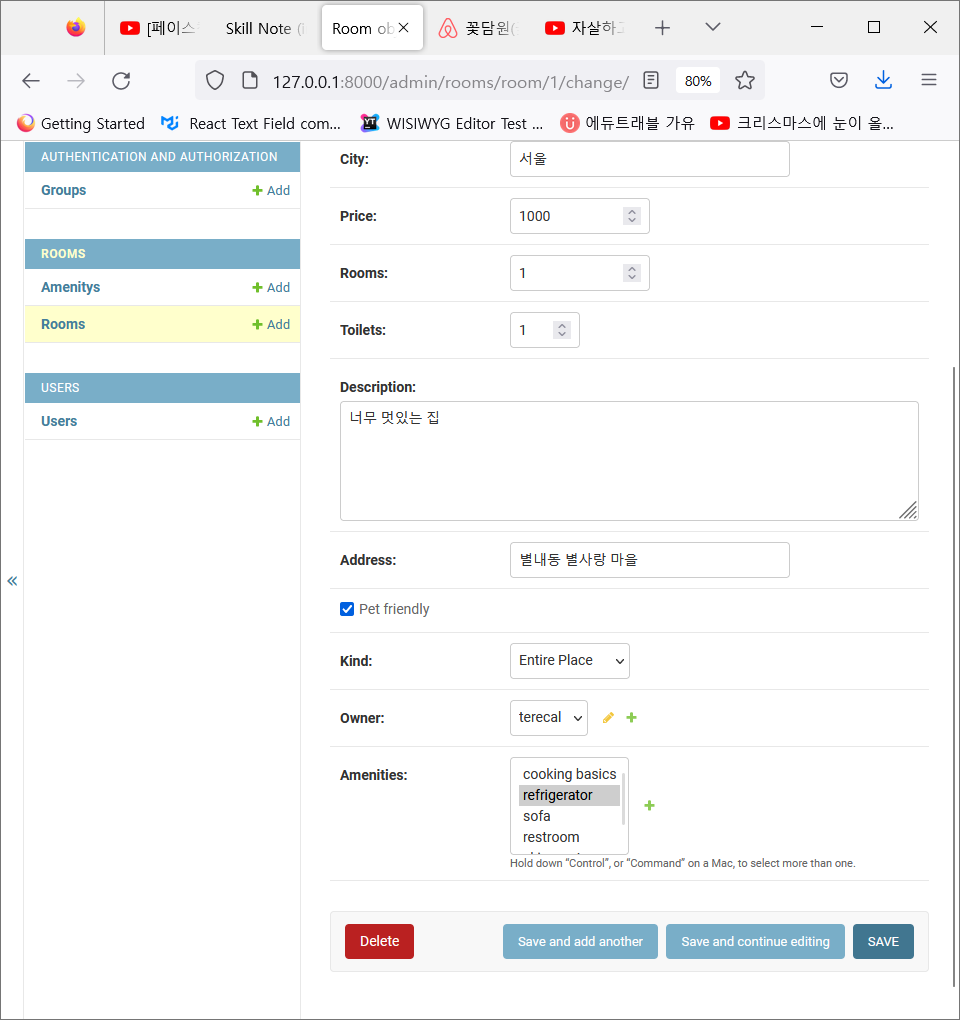 [페이스
Skill Note (
Room ob
꽃담원(
자살하고
127.0.0.1:8000/admin/rooms/room/1/change/
80%
Getting Started
React Text Field com...
WISIWYG Editor Test ...
에듀트래블 가유
크리스마스에 눈이 올...
AUTHENTICATION AND AUTHORIZATION
Groups
Add
ROOMS
Amenitys
Add
Rooms
Add
USERS
Users
Add
«
City:
서울
Price:
1000
Rooms:
1
Toilets:
1
Description:
너무 멋있는 집
Address:
별내동 별사랑 마을
Pet friendly
Kind:
Entire Place
Owner:
terecal
Amenities:
cooking basics
refrigerator
sofa
restroom
Hold down “Control”, or “Command” on a Mac, to select more than one.
Delete
Save and add another
Save and continue editing
SAVE